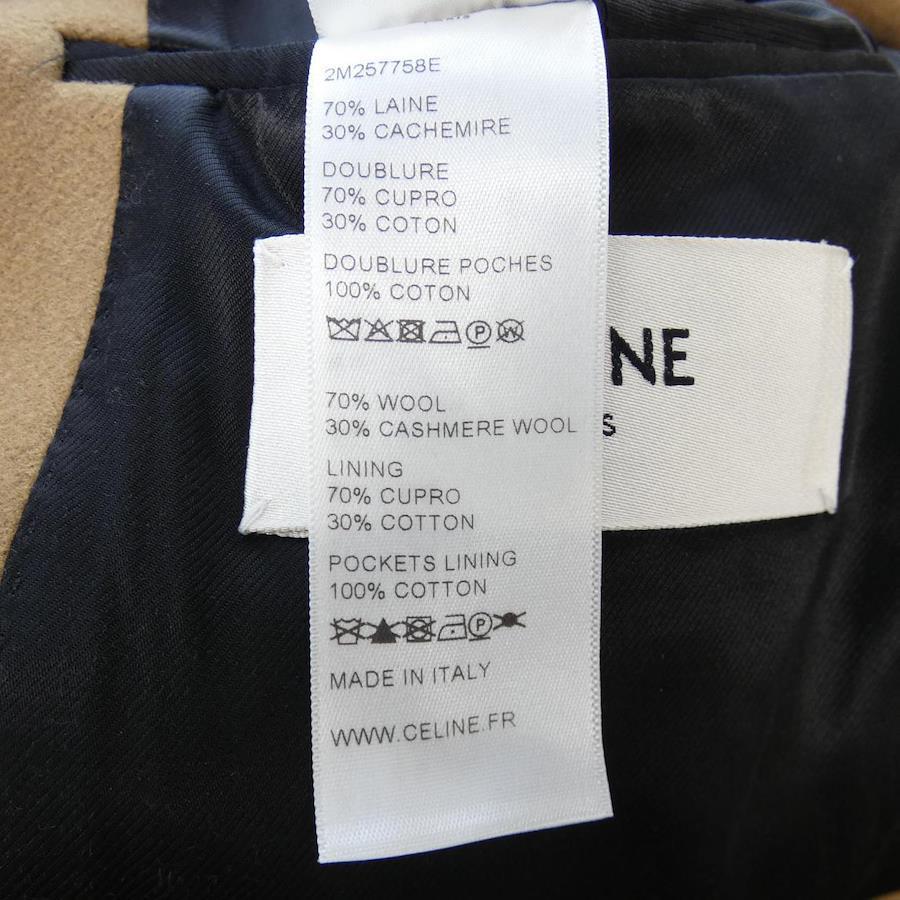 2M257758E
70% LAINE
30% CACHEMIRE
DOUBLURE
70% CUPRO
30% COTON
DOUBLURE POCHES
100% COTON
P W
70% WOOL
30% CASHMERE WOOL
LINING
70% CUPRO
30% COTTON
POCKETS LINING
100% COTTON
P
MADE IN ITALY
WWW.CELINE.FR
NE
S